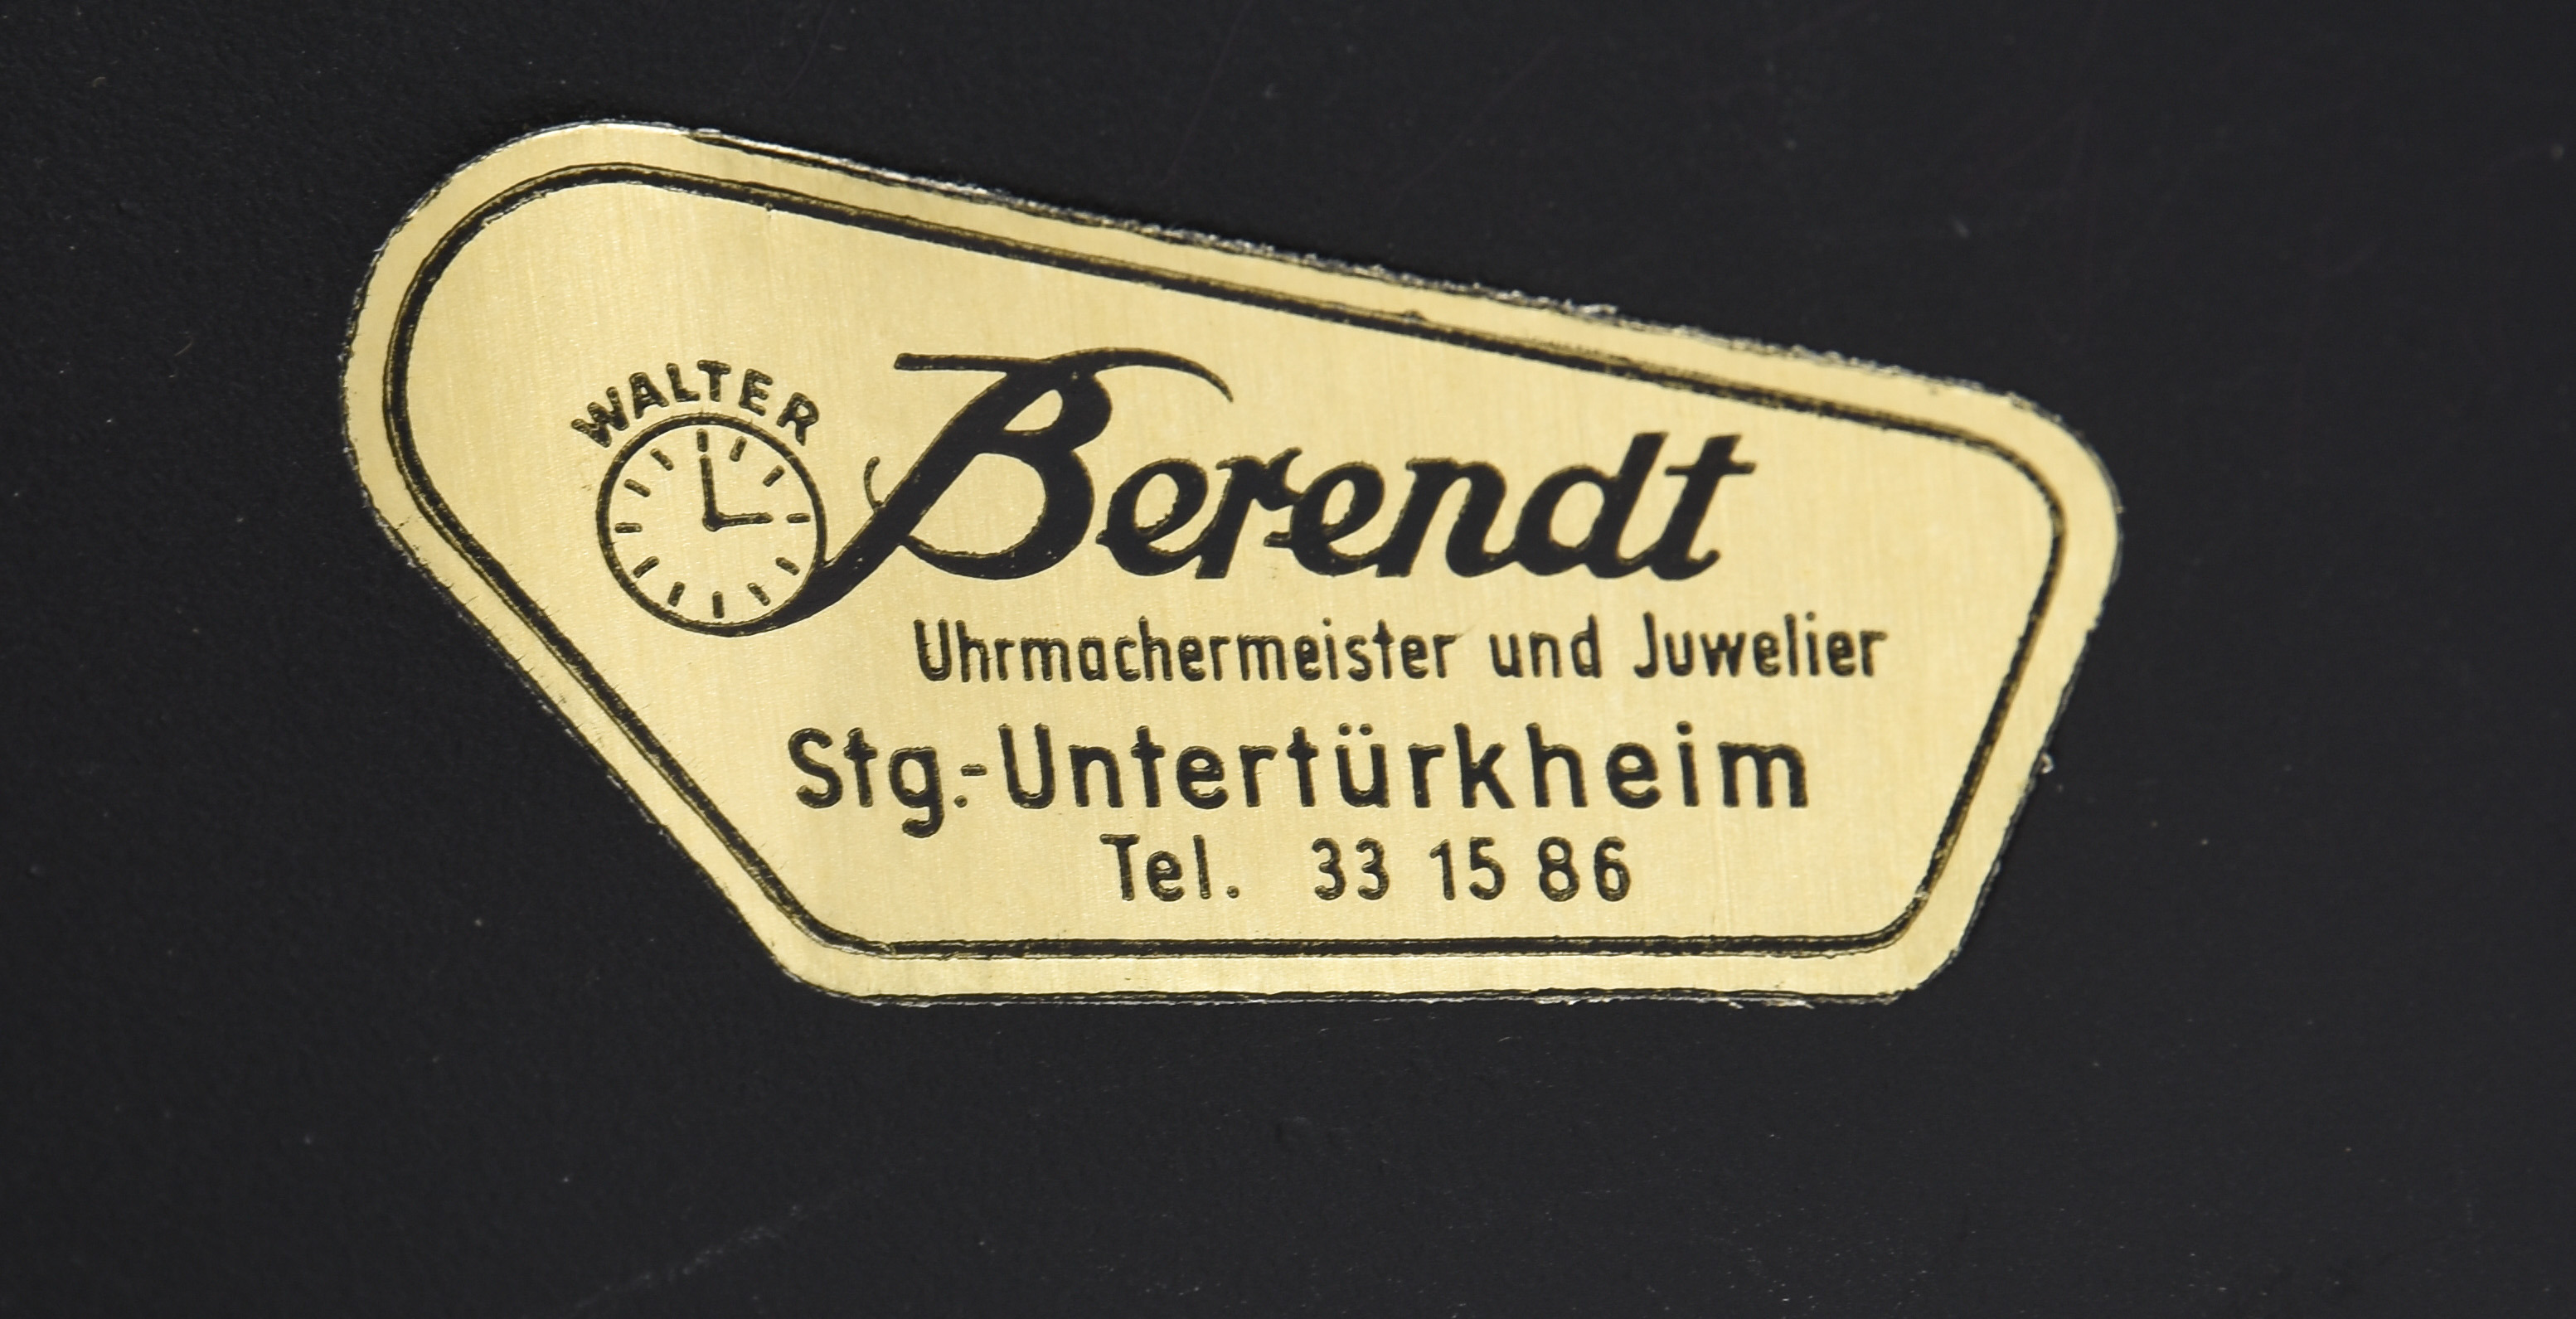 WALTER
Berendt
Uhrmachermeister und Juwelier
Stg.-Untertürkheim
Tel. 33 15 86